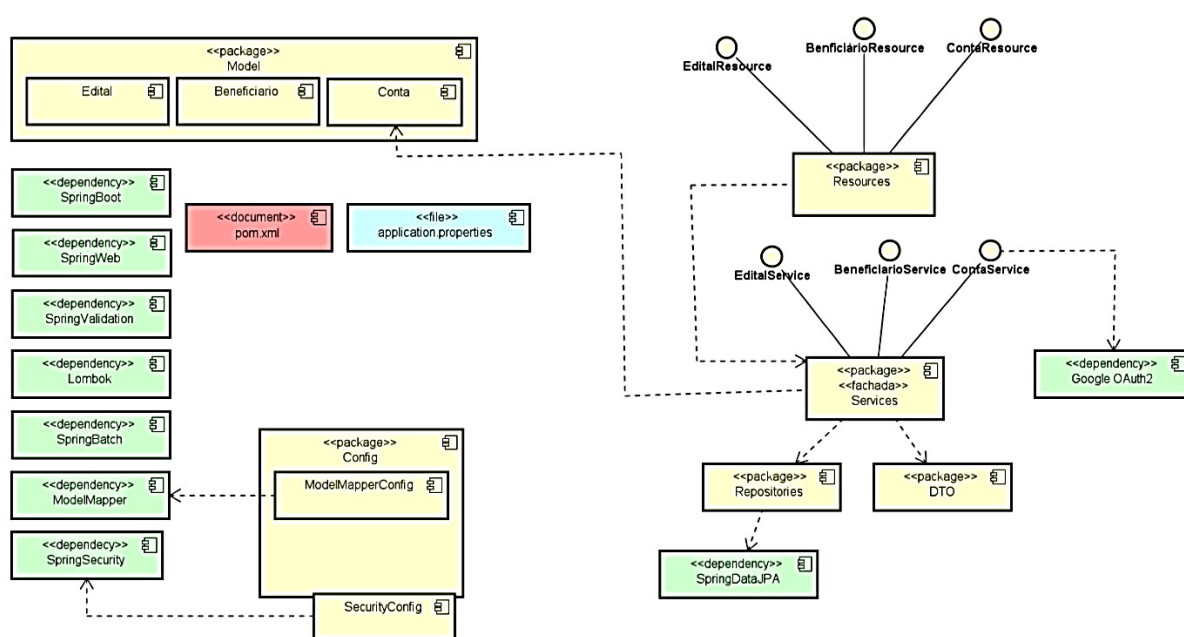 <<package>>
Model
Edital
Beneficiario
Conta
<<dependency>>
SpringBoot
<<dependency>>
SpringWeb
<<dependency>>
SpringValidation
<<dependency>>
Lombok
<<dependency>>
SpringBatch
<<dependency>>
ModelMapper
<<dependecy>>
SpringSecurity
<<document>>
pom.xml
<<file>>
application.properties
<<package>>
Config
ModelMapperConfig
SecurityConfig
EditalResource
BenficiárioResource
ContaResource
<<package>>
Resources
EditalService
BeneficiarioService
ContaService
<<package>>
<<fachada>>
Services
<<dependency>>
Google OAuth2
<<package>>
Repositories
<<package>>
DTO
<<dependency>>
SpringDataJPA